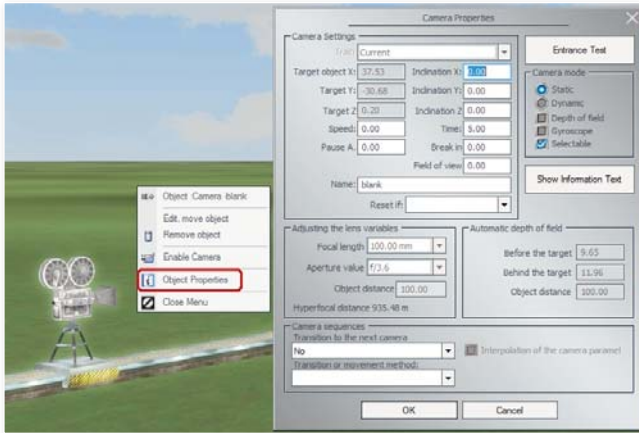 Object Camera blank
Edit, move object
Remove object
Enable Camera
Object Properties
Close Menu
Camera Properties
Camera Settings
Train: Current
Target object X: 37.53 Inclination X: 0.00
Target Y: -30.68 Inclination Y: 0.00
Target Z 0.20 Inclination Z 0.00
Speed: 0.00 Time: 5.00
Pause A. 0.00 Break in 0.00
Field of view 0.00
Name: blank
Reset if:
Entrance Text
Camera mode
Static
Dynamic
Depth of field
Gyroscope
Selectable
Show Information Text
Adjusting the lens variables
Focal length 100.00 mm
Aperture value f/3.6
Object distance 100.00
Hyperfocal distance 935.48 m
Automatic depth of field
Before the target 9.65
Behind the target 11.96
Object distance 100.00
Camera sequences
Transition to the next camera
No
Interpolation of the camera paramet
Transition or movement method:
OK Cancel